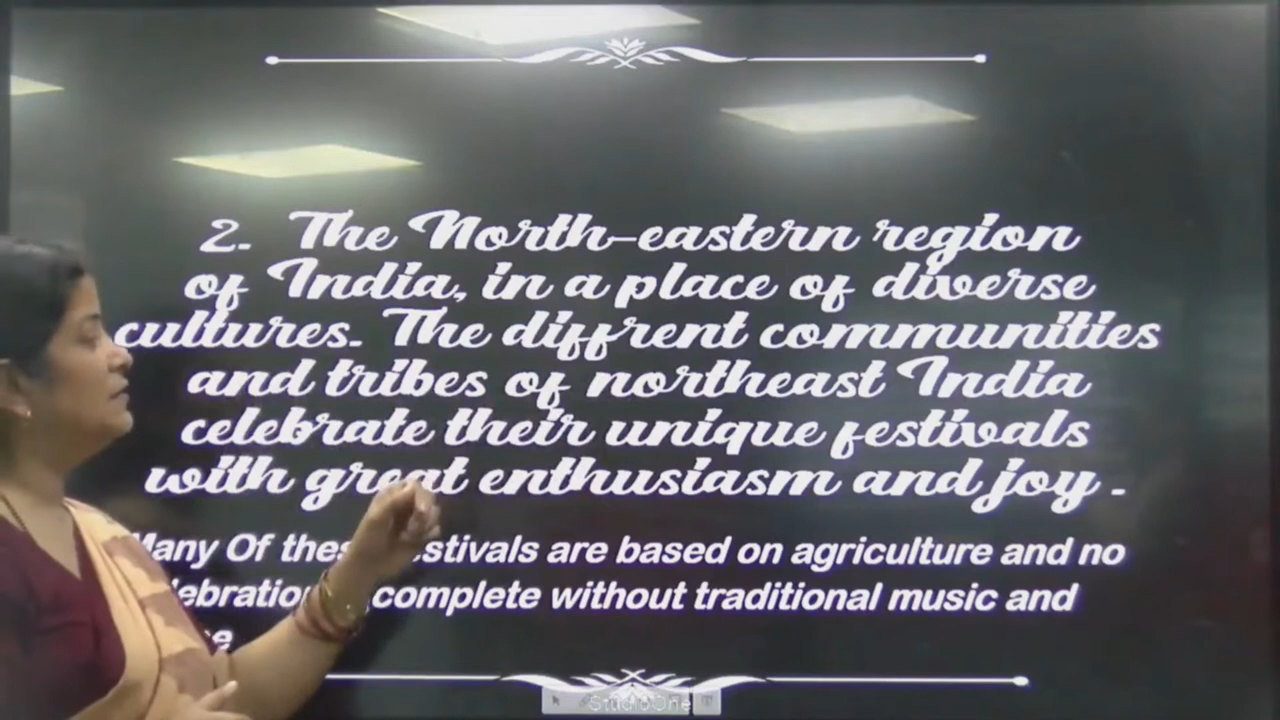 2. The North-eastern region
of India, in a place of diverse
cultures. The diffrent communities
and tribes of northeast India
celebrate their unique festivals
with great enthusiasm and joy.
Many Of these festivals are based on agriculture and no
complete without traditional music and
StudioOne